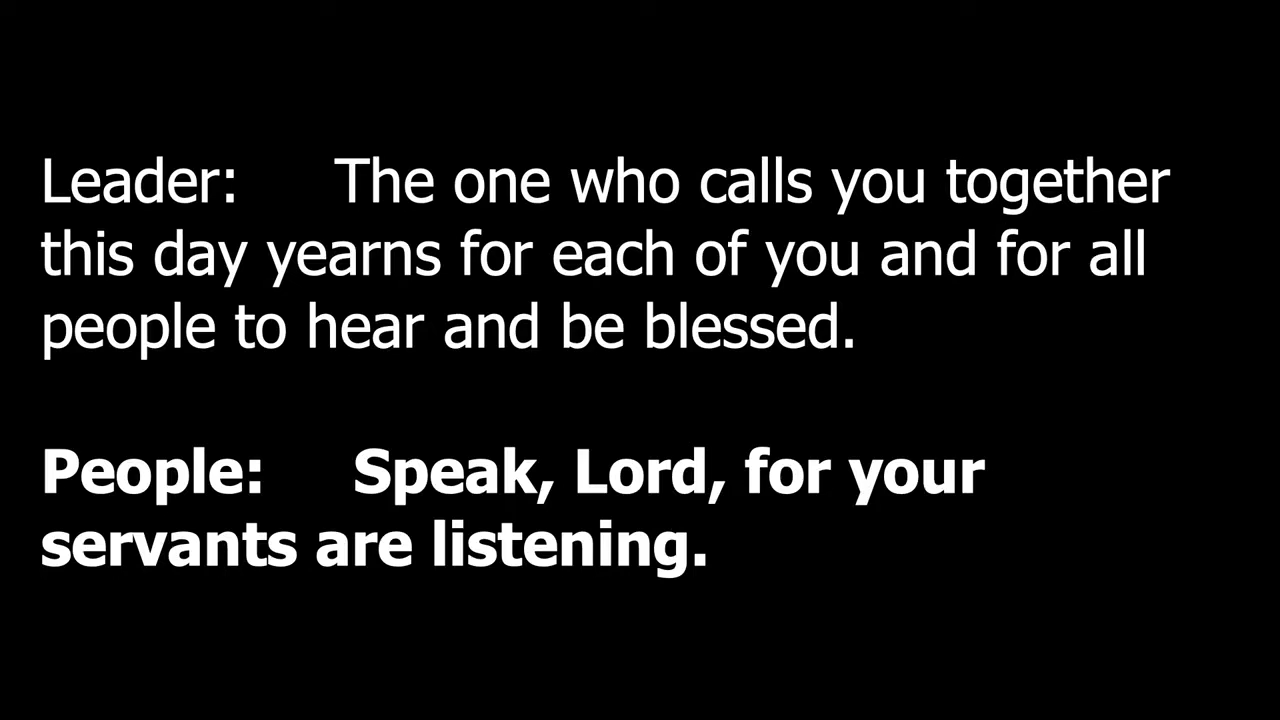 Leader: The one who calls you together
this day yearns for each of you and for all
people to hear and be blessed.
People: Speak, Lord, for your
servants are listening.